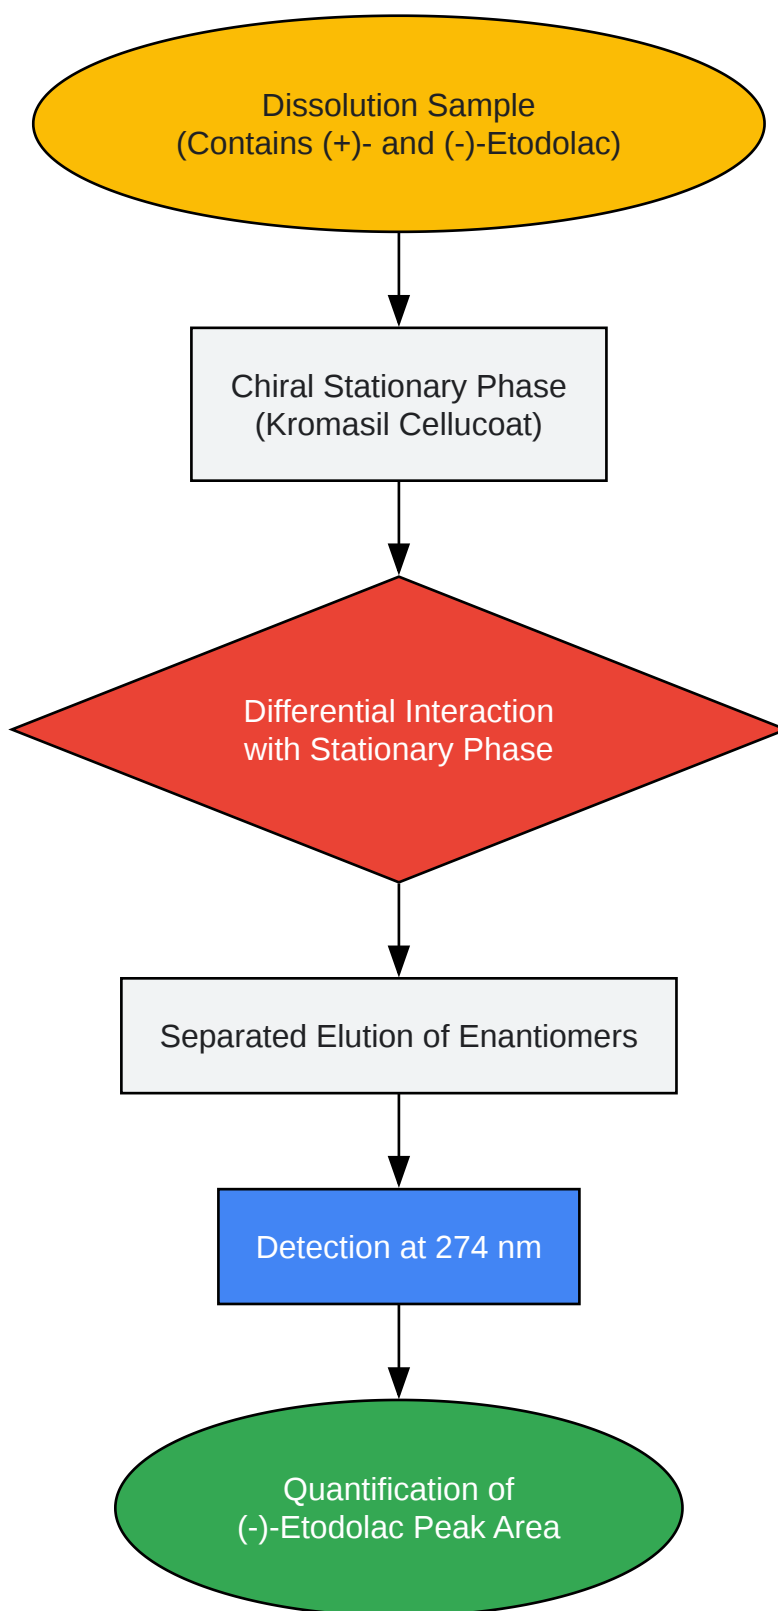 Dissolution Sample
(Contains (+)- and (-)-Etodolac)
Chiral Stationary Phase
(Kromasil Cellucoat)
Differential Interaction
with Stationary Phase
Separated Elution of Enantiomers
Detection at 274 nm
Quantification of
(-)-Etodolac Peak Area